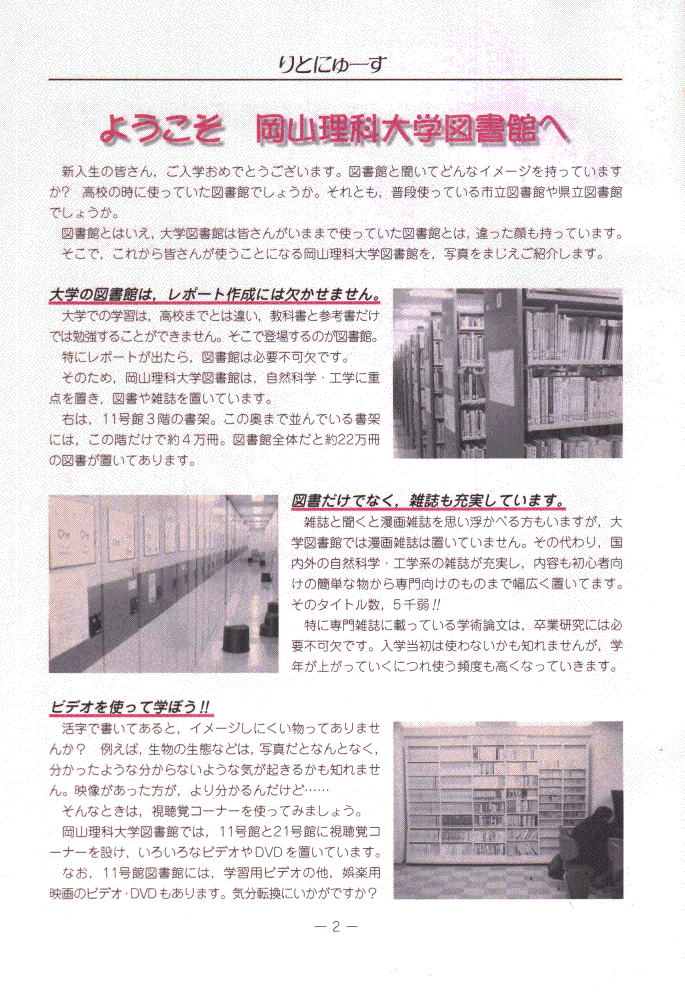 りとにゅーす
ようこそ　岡山理科大学図書館へ
新入生の皆さん，ご入学おめでとうございます。図書館と聞いてどんなイメージを持っています
か？　高校の時に使っていた図書館でしょうか。それとも，普段使っている市立図書館や県立図書館
でしょうか。
図書館とはいえ，大学図書館は皆さんがいままで使っていた図書館とは，違った顔も持っています。
そこで，これから皆さんが使うことになる岡山理科大学図書館を，写真をまじえご紹介します。
大学の図書館は，レポート作成には欠かせません。
大学での学習は，高校までとは違い，教科書と参考書だけ
では勉強することができません。そこで登場するのが図書館。
特にレポートが出たら，図書館は必要不可欠です。
そのため，岡山理科大学図書館は，自然科学・工学に重
点を置き，図書や雑誌を置いています。
右は，11号館３階の書架。この奥まで並んでいる書架
には，この階だけで約４万冊。図書館全体だと約22万冊
の図書が置いてあります。
図書だけでなく，雑誌も充実しています。
雑誌と聞くと漫画雑誌を思い浮かべる方もいますが，大
学図書館では漫画雑誌は置いていません。その代わり，国
内外の自然科学・工学系の雑誌が充実し，内容も初心者向
けの簡単な物から専門向けのものまで幅広く置いてます。
そのタイトル数，５千弱!!
特に専門雑誌に載っている学術論文は，卒業研究には必
要不可欠です。入学当初は使わないかも知れませんが，学
年が上がっていくにつれ使う頻度も高くなっていきます。
ビデオを使って学ぼう!!
活字で書いてあると，イメージしにくい物ってありませ
んか？　例えば，生物の生態などは，写真だとなんとなく，
分かったような分からないような気が起きるかも知れませ
ん。映像があった方が，より分かるんだけど……
そんなときは，視聴覚コーナーを使ってみましょう。
岡山理科大学図書館では，11号館と21号館に視聴覚コ
ーナーを設け，いろいろなビデオやDVDを置いています。
なお，11号館図書館には，学習用ビデオの他，娯楽用
映画のビデオ・DVDもあります。気分転換にいかがですか？
― 2 ―